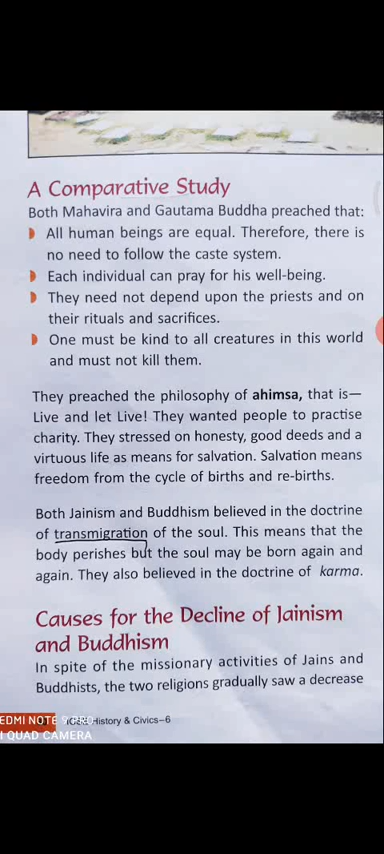 A Comparative Study
Both Mahavira and Gautama Buddha preached that:
All human beings are equal. Therefore, there is
no need to follow the caste system.
Each individual can pray for his well-being.
They need not depend upon the priests and on
their rituals and sacrifices.
One must be kind to all creatures in this world
and must not kill them.
They preached the philosophy of ahimsa, that is—
Live and let Live! They wanted people to practise
charity. They stressed on honesty, good deeds and a
virtuous life as means for salvation. Salvation means
freedom from the cycle of births and re-births.
Both Jainism and Buddhism believed in the doctrine
of transmigration of the soul. This means that the
body perishes but the soul may be born again and
again. They also believed in the doctrine of karma.
Causes for the Decline of Jainism
and Buddhism
In spite of the missionary activities of Jains and
Buddhists, the two religions gradually saw a decrease
History & Civics–6
EDMI NOTE 9 PRO
I QUAD CAMERA